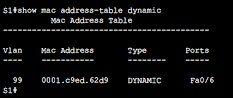 S1#show mac address-table dynamic
Mac Address Table
-------------------------------------------
Vlan Mac Address Type Ports
---- ----------- -------- -----
99 0001.c9ed.62d9 DYNAMIC Fa0/6
S1#